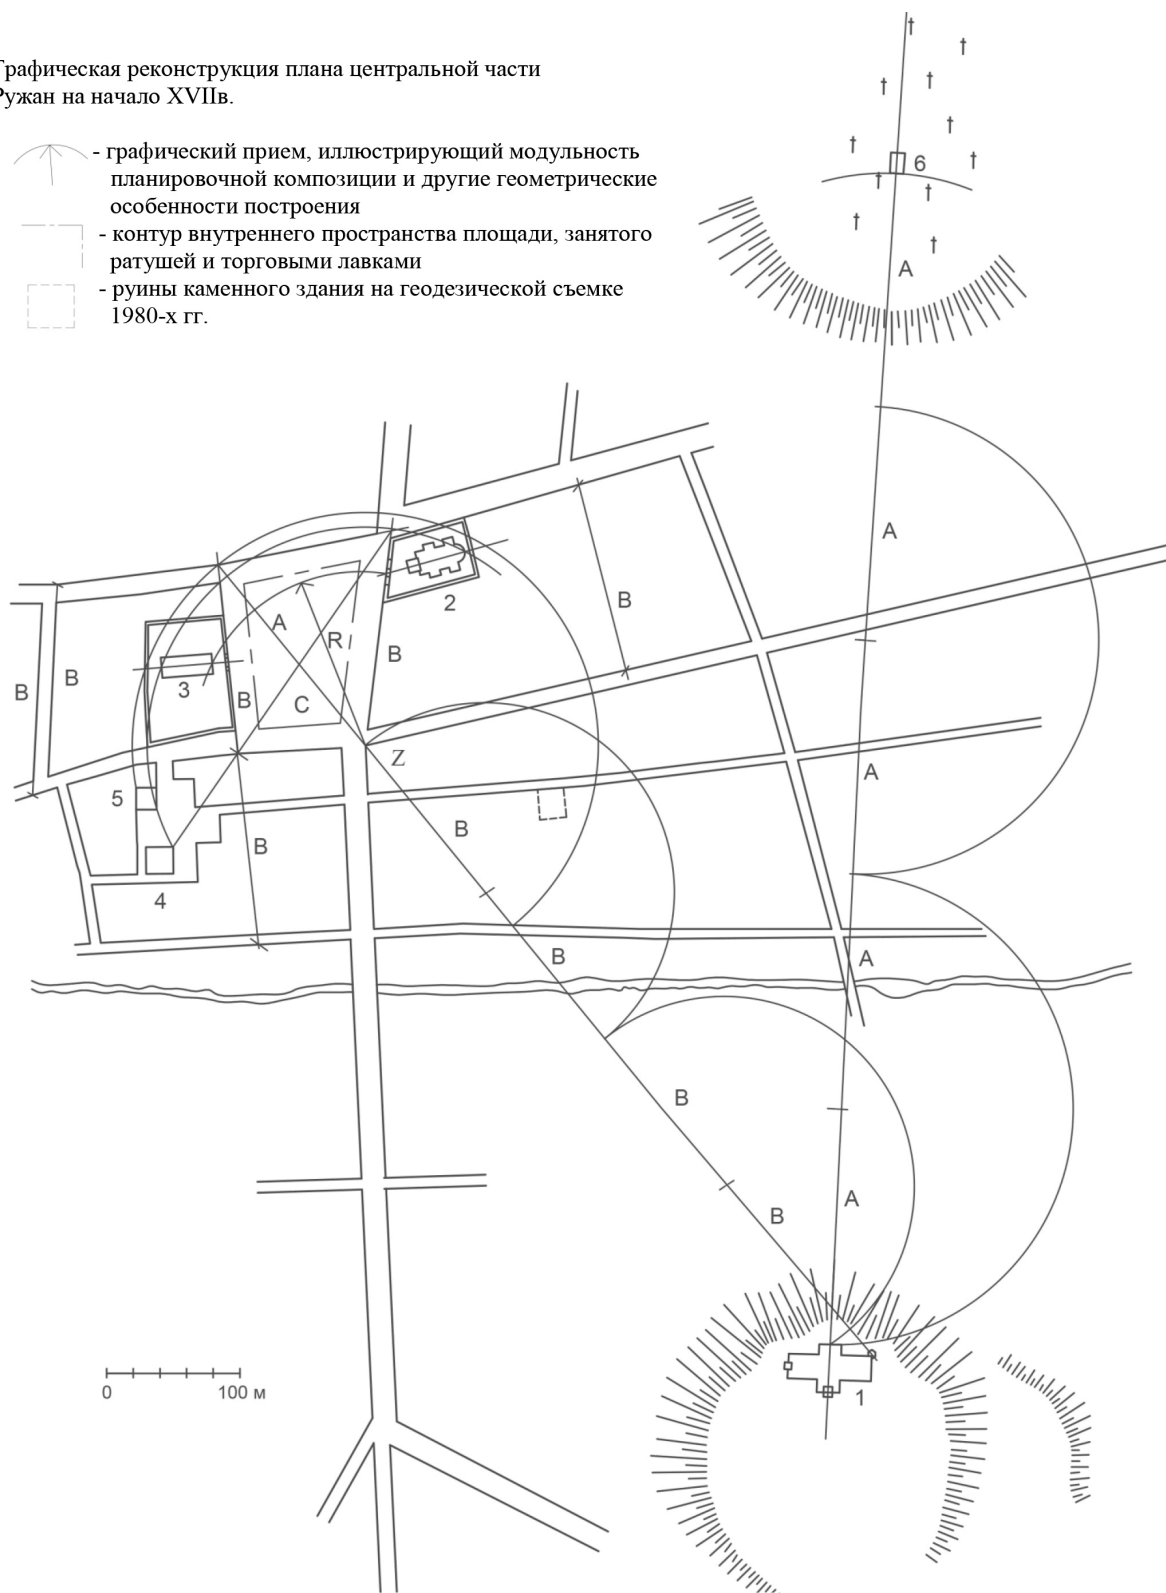 Графическая реконструкция плана центральной части
Ружан на начало XVIIв.
- графический прием, иллюстрирующий модульность
планировочной композиции и другие геометрические
особенности построения
- контур внутреннего пространства площади, занятого
ратушей и торговыми лавками
- руины каменного здания на геодезической съемке
1980-х гг.
6
A
A
2
B
A
R
B
B
B
3
B
C
Z
A
5
B
B
4
B
A
B
B
A
1
0
100 м